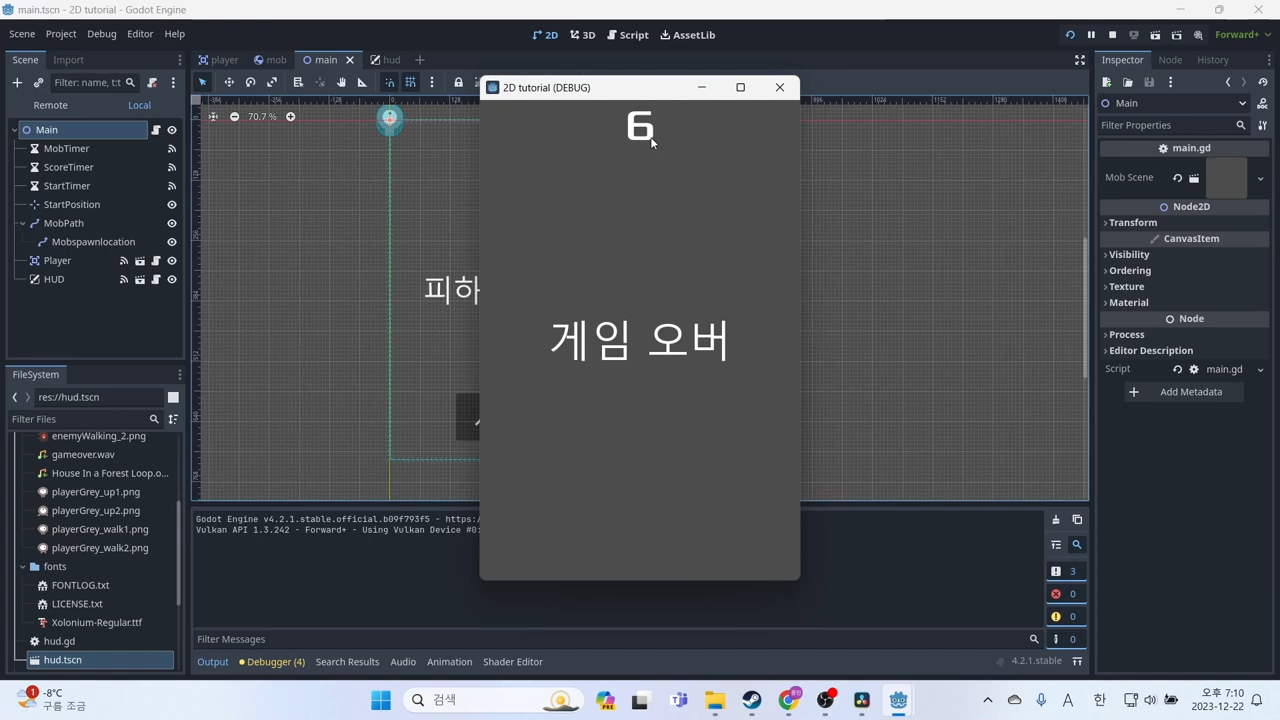 main.tscn - 2D tutorial - Godot Engine
Scene Project Debug Editor Help
2D 3D Script AssetLib
Forward+
Scene Import
player mob main hud
Inspector Node History
Filter: name, t:t
Remote Local
Main
MobTimer
ScoreTimer
StartTimer
StartPosition
MobPath
Mobspawnlocation
Player
HUD
70.7 %
피하
2D tutorial (DEBUG)
6
게임 오버
Main
Filter Properties
main.gd
Mob Scene
Node2D
Transform
CanvasItem
Visibility
Ordering
Texture
Material
Node
Process
Editor Description
Script main.gd
Add Metadata
FileSystem
res://hud.tscn
Filter Files
enemyWalking_2.png
gameover.wav
House In a Forest Loop.o...
playerGrey_up1.png
playerGrey_up2.png
playerGrey_walk1.png
playerGrey_walk2.png
fonts
FONTLOG.txt
LICENSE.txt
Xolonium-Regular.ttf
hud.gd
hud.tscn
Godot Engine v4.2.1.stable.official.b09f793f5 - https:/
Vulkan API 1.3.242 - Forward+ - Using Vulkan Device #0:
3
0
0
0
Filter Messages
Output Debugger (4) Search Results Audio Animation Shader Editor
4.2.1.stable
1
-8°C
구름 조금
검색
PRE
A 한
오후 7:10
2023-12-22